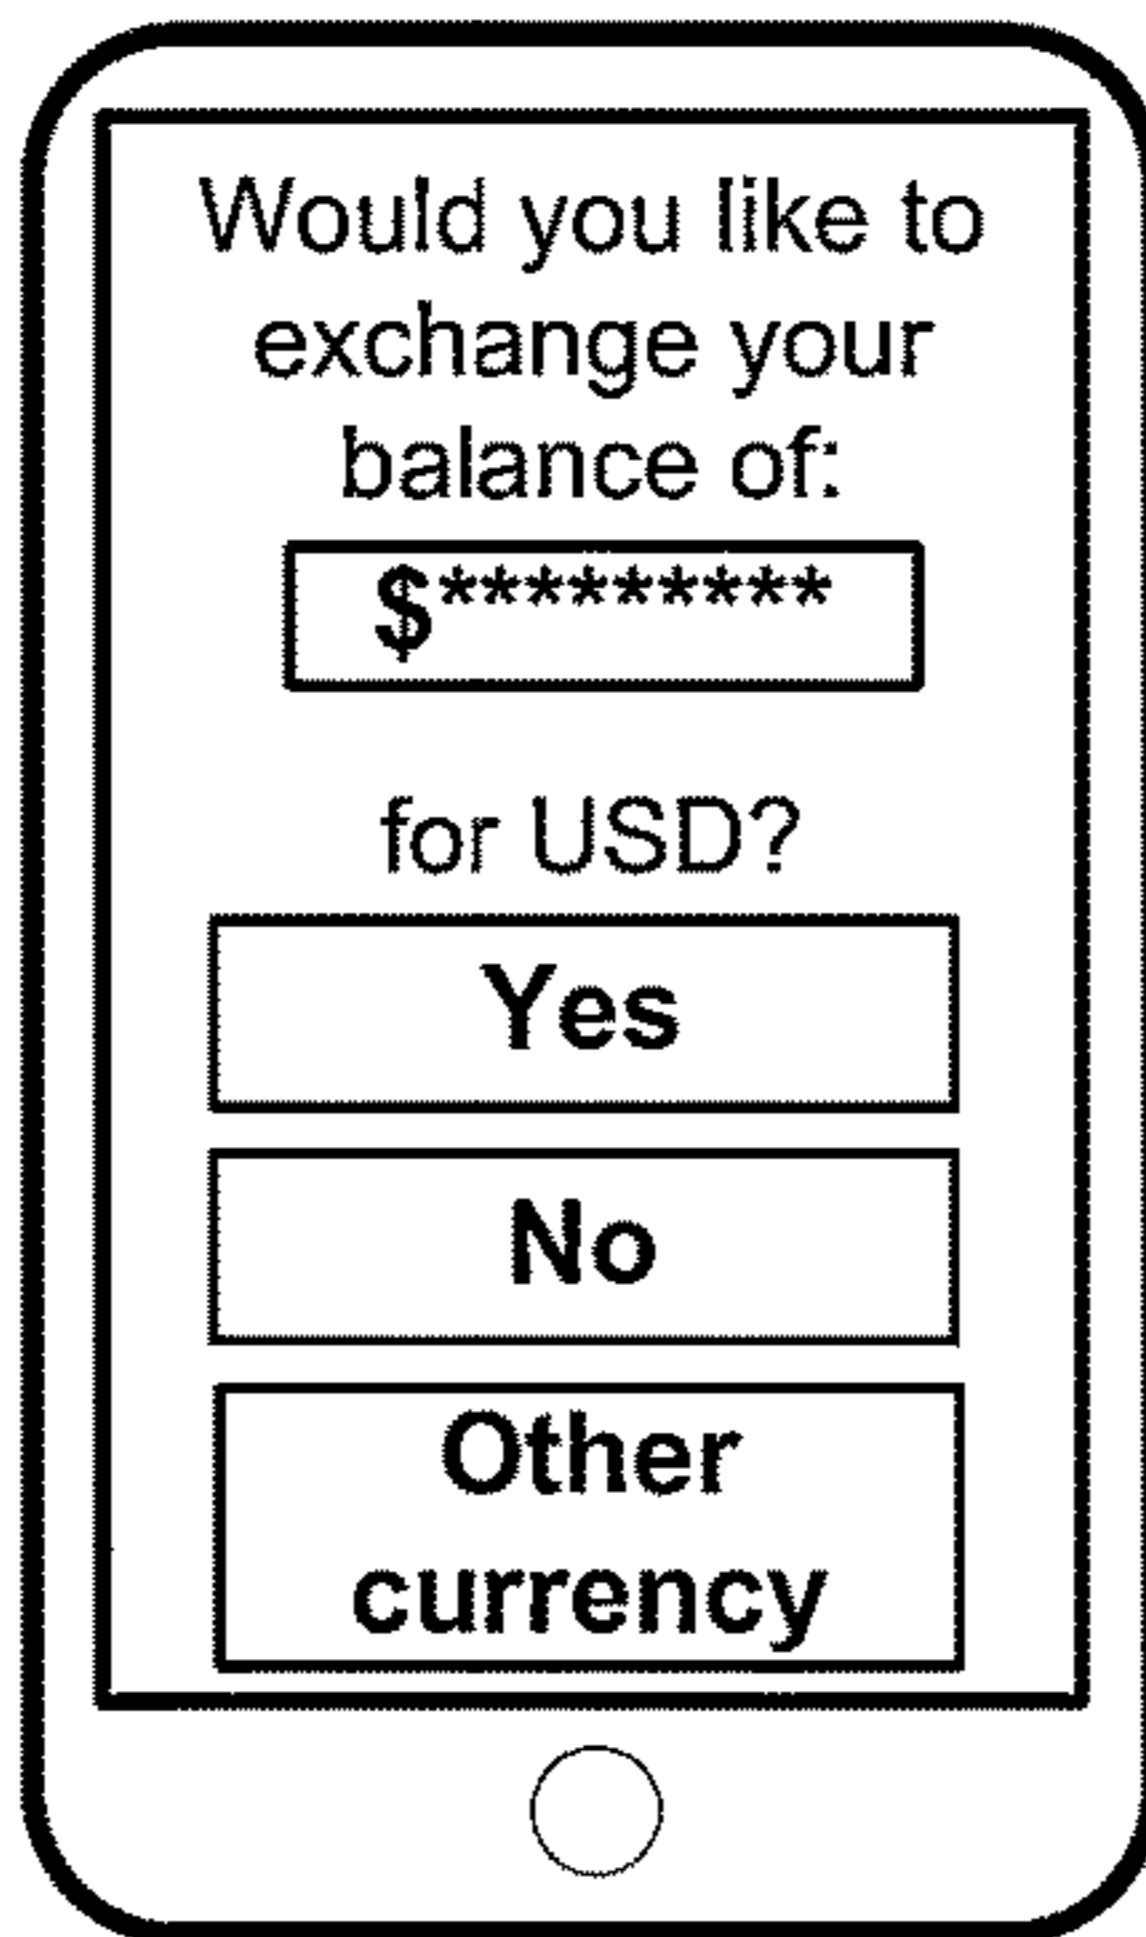 Would you like to
exchange your
balance of:
$*********
for USD?
Yes
No
Other
currency